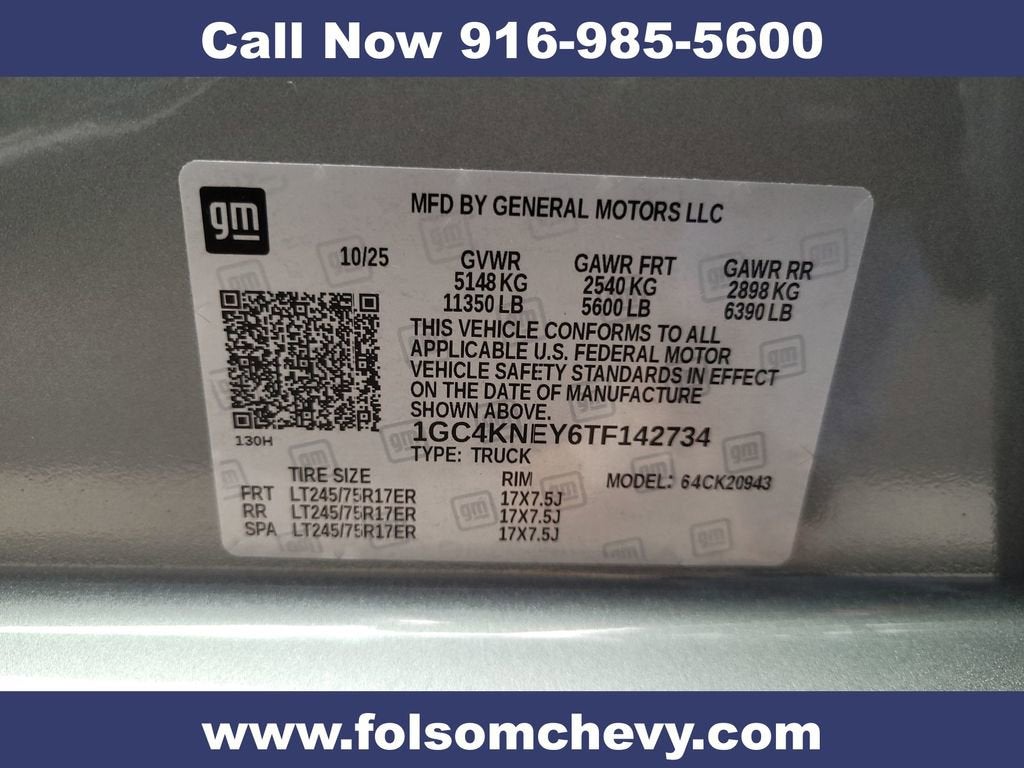 Call Now 916-985-5600
gm
MFD BY GENERAL MOTORS LLC
10/25
GVWR
5148 KG
11350 LB
GAWR FRT
2540 KG
5600 LB
GAWR RR
2898 KG
6390 LB
THIS VEHICLE CONFORMS TO ALL
APPLICABLE U.S. FEDERAL MOTOR
VEHICLE SAFETY STANDARDS IN EFFECT
ON THE DATE OF MANUFACTURE
SHOWN ABOVE.
130H
1GC4KNEY6TF142734
TYPE: TRUCK
TIRE SIZE RIM MODEL: 64CK20943
FRT LT245/75R17ER 17X7.5J
RR LT245/75R17ER 17X7.5J
SPA LT245/75R17ER 17X7.5J
www.folsomchevy.com